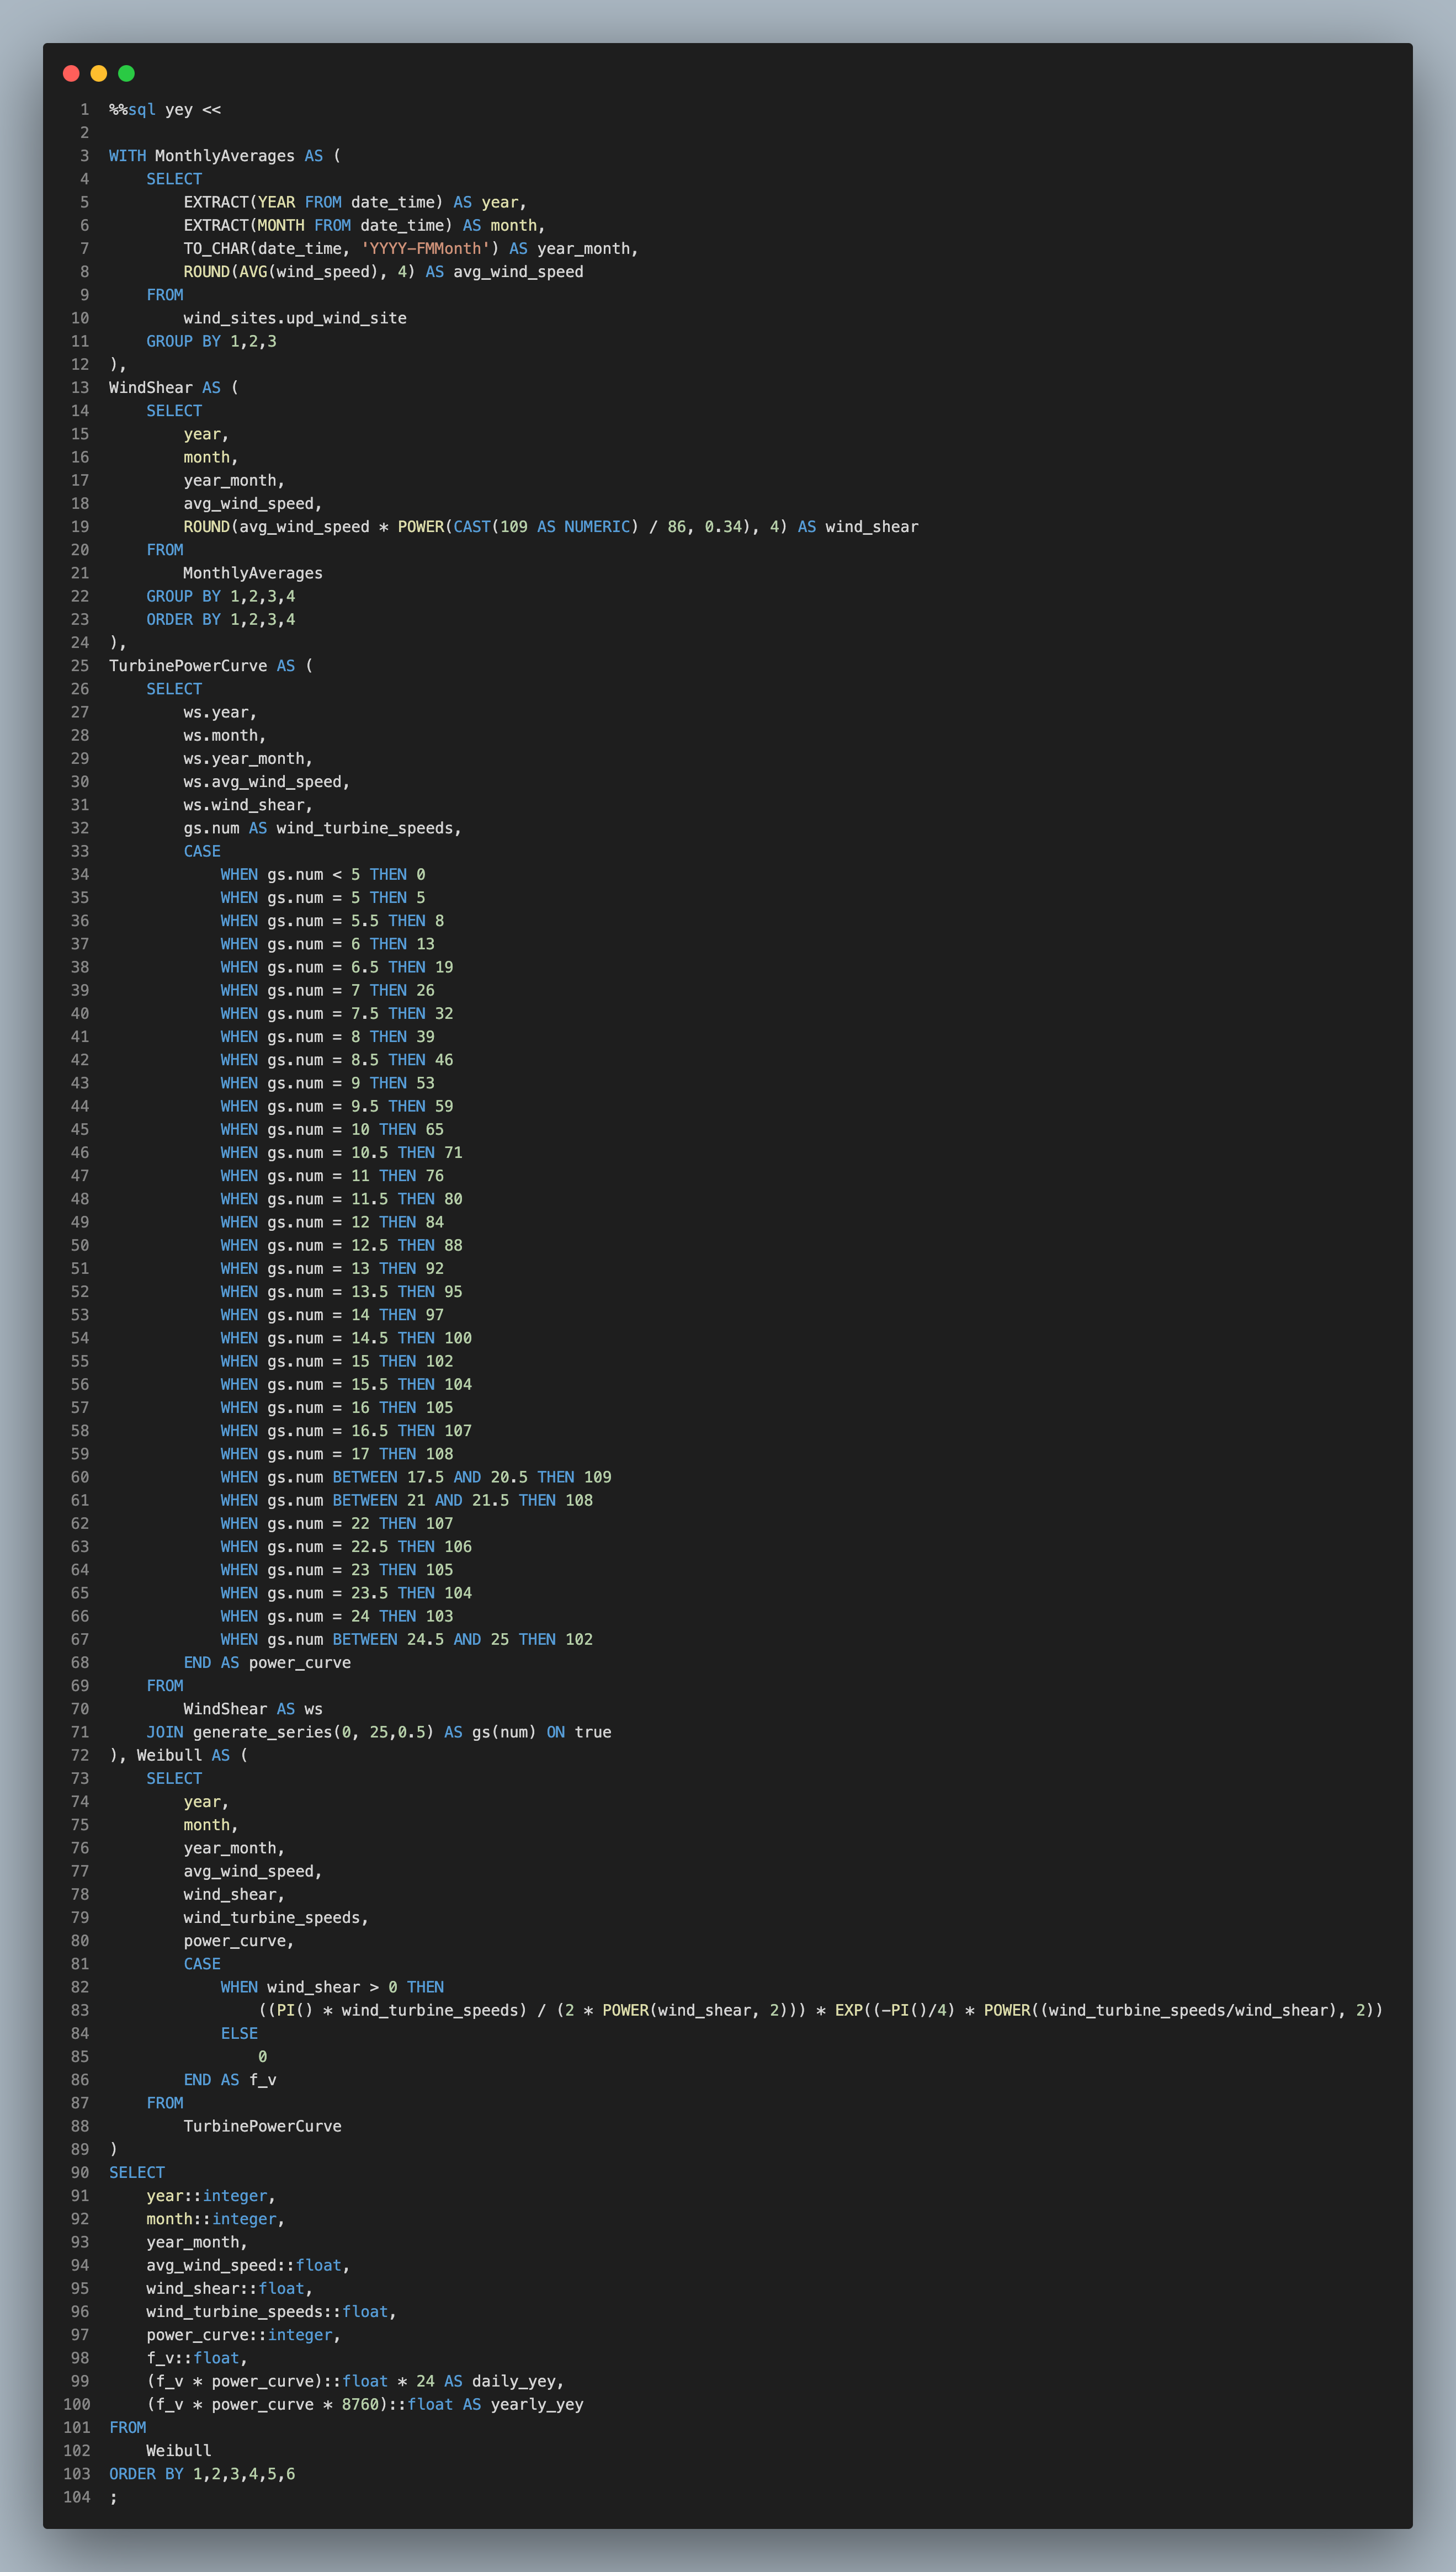 1 %%sql yey <<
2
3 WITH MonthlyAverages AS (
4     SELECT
5         EXTRACT(YEAR FROM date_time) AS year,
6         EXTRACT(MONTH FROM date_time) AS month,
7         TO_CHAR(date_time, 'YYYY-FMMonth') AS year_month,
8         ROUND(AVG(wind_speed), 4) AS avg_wind_speed
9     FROM
10         wind_sites.upd_wind_site
11     GROUP BY 1,2,3
12 ),
13 WindShear AS (
14     SELECT
15         year,
16         month,
17         year_month,
18         avg_wind_speed,
19         ROUND(avg_wind_speed * POWER(CAST(109 AS NUMERIC) / 86, 0.34), 4) AS wind_shear
20     FROM
21         MonthlyAverages
22     GROUP BY 1,2,3,4
23     ORDER BY 1,2,3,4
24 ),
25 TurbinePowerCurve AS (
26     SELECT
27         ws.year,
28         ws.month,
29         ws.year_month,
30         ws.avg_wind_speed,
31         ws.wind_shear,
32         gs.num AS wind_turbine_speeds,
33         CASE
34             WHEN gs.num < 5 THEN 0
35             WHEN gs.num = 5 THEN 5
36             WHEN gs.num = 5.5 THEN 8
37             WHEN gs.num = 6 THEN 13
38             WHEN gs.num = 6.5 THEN 19
39             WHEN gs.num = 7 THEN 26
40             WHEN gs.num = 7.5 THEN 32
41             WHEN gs.num = 8 THEN 39
42             WHEN gs.num = 8.5 THEN 46
43             WHEN gs.num = 9 THEN 53
44             WHEN gs.num = 9.5 THEN 59
45             WHEN gs.num = 10 THEN 65
46             WHEN gs.num = 10.5 THEN 71
47             WHEN gs.num = 11 THEN 76
48             WHEN gs.num = 11.5 THEN 80
49             WHEN gs.num = 12 THEN 84
50             WHEN gs.num = 12.5 THEN 88
51             WHEN gs.num = 13 THEN 92
52             WHEN gs.num = 13.5 THEN 95
53             WHEN gs.num = 14 THEN 97
54             WHEN gs.num = 14.5 THEN 100
55             WHEN gs.num = 15 THEN 102
56             WHEN gs.num = 15.5 THEN 104
57             WHEN gs.num = 16 THEN 105
58             WHEN gs.num = 16.5 THEN 107
59             WHEN gs.num = 17 THEN 108
60             WHEN gs.num BETWEEN 17.5 AND 20.5 THEN 109
61             WHEN gs.num BETWEEN 21 AND 21.5 THEN 108
62             WHEN gs.num = 22 THEN 107
63             WHEN gs.num = 22.5 THEN 106
64             WHEN gs.num = 23 THEN 105
65             WHEN gs.num = 23.5 THEN 104
66             WHEN gs.num = 24 THEN 103
67             WHEN gs.num BETWEEN 24.5 AND 25 THEN 102
68         END AS power_curve
69     FROM
70         WindShear AS ws
71     JOIN generate_series(0, 25,0.5) AS gs(num) ON true
72 ), Weibull AS (
73     SELECT
74         year,
75         month,
76         year_month,
77         avg_wind_speed,
78         wind_shear,
79         wind_turbine_speeds,
80         power_curve,
81         CASE
82             WHEN wind_shear > 0 THEN
83                 ((PI() * wind_turbine_speeds) / (2 * POWER(wind_shear, 2))) * EXP((-PI()/4) * POWER((wind_turbine_speeds/wind_shear), 2))
84             ELSE
85                 0
86         END AS f_v
87     FROM
88         TurbinePowerCurve
89 )
90 SELECT
91     year::integer,
92     month::integer,
93     year_month,
94     avg_wind_speed::float,
95     wind_shear::float,
96     wind_turbine_speeds::float,
97     power_curve::integer,
98     f_v::float,
99     (f_v * power_curve)::float * 24 AS daily_yey,
100     (f_v * power_curve * 8760)::float AS yearly_yey
101 FROM
102     Weibull
103 ORDER BY 1,2,3,4,5,6
104 ;